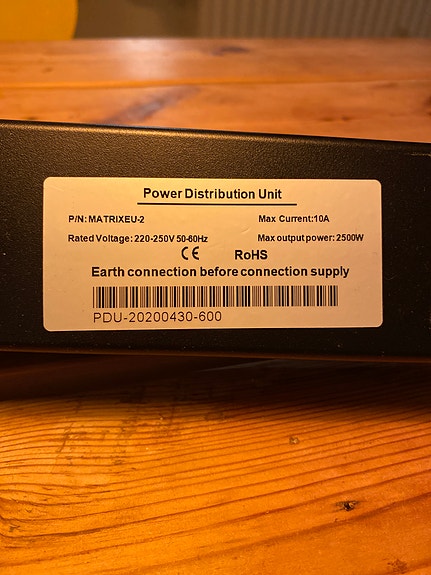 Power Distribution Unit
P/N: MATRIXEU-2 Max Current:10A
Rated Voltage: 220-250V 50-60Hz Max output power: 2500W
CE RoHS
Earth connection before connection supply
PDU-20200430-600